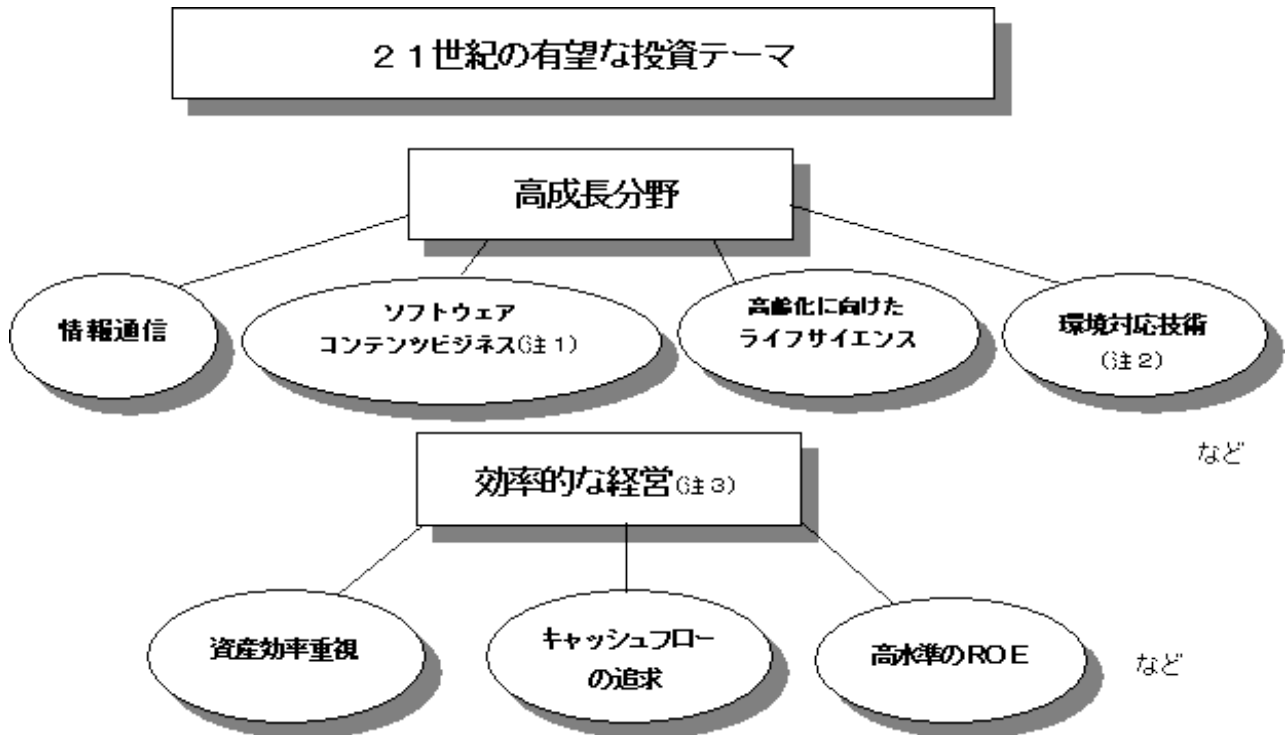 ２１世紀の有望な投資テーマ
高成長分野
情報通信
ソフトウェア
コンテンツビジネス(注１)
高齢化に向けた
ライフサイエンス
環境対応技術
(注２)
など
効率的な経営(注３)
資産効率重視
キャッシュフロー
の追求
高水準のＲＯＥ
など